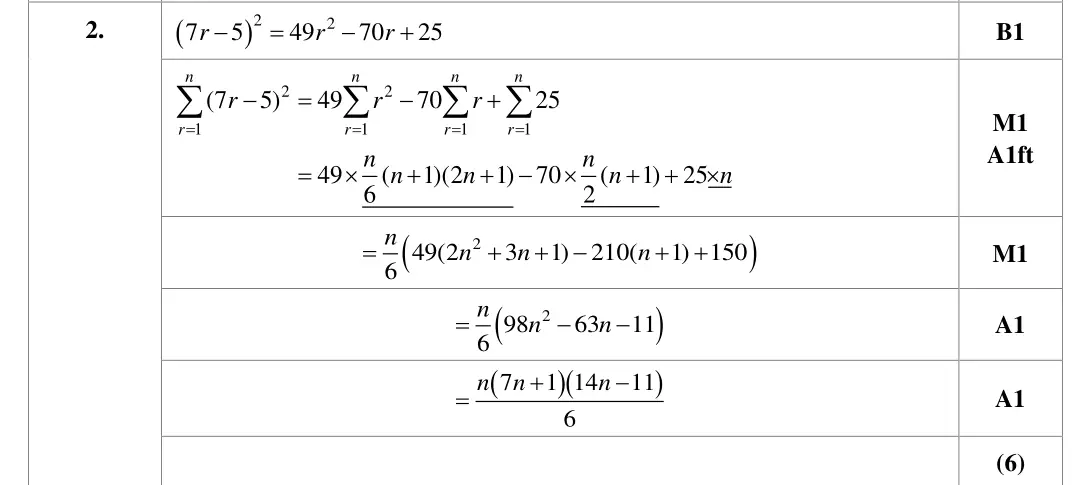 2. (7r − 5)² = 49r² − 70r + 25 B1
∑_{r=1}^{n} (7r − 5)² = 49∑_{r=1}^{n} r² − 70∑_{r=1}^{n} r + ∑_{r=1}^{n} 25
M1
= 49 × n/6 (n + 1)(2n + 1) − 70 × n/2 (n + 1) + 25×n
A1ft
= n/6 (49(2n² + 3n + 1) − 210(n + 1) + 150) M1
= n/6 (98n² − 63n − 11) A1
= n(7n + 1)(14n − 11)/6 A1
(6)